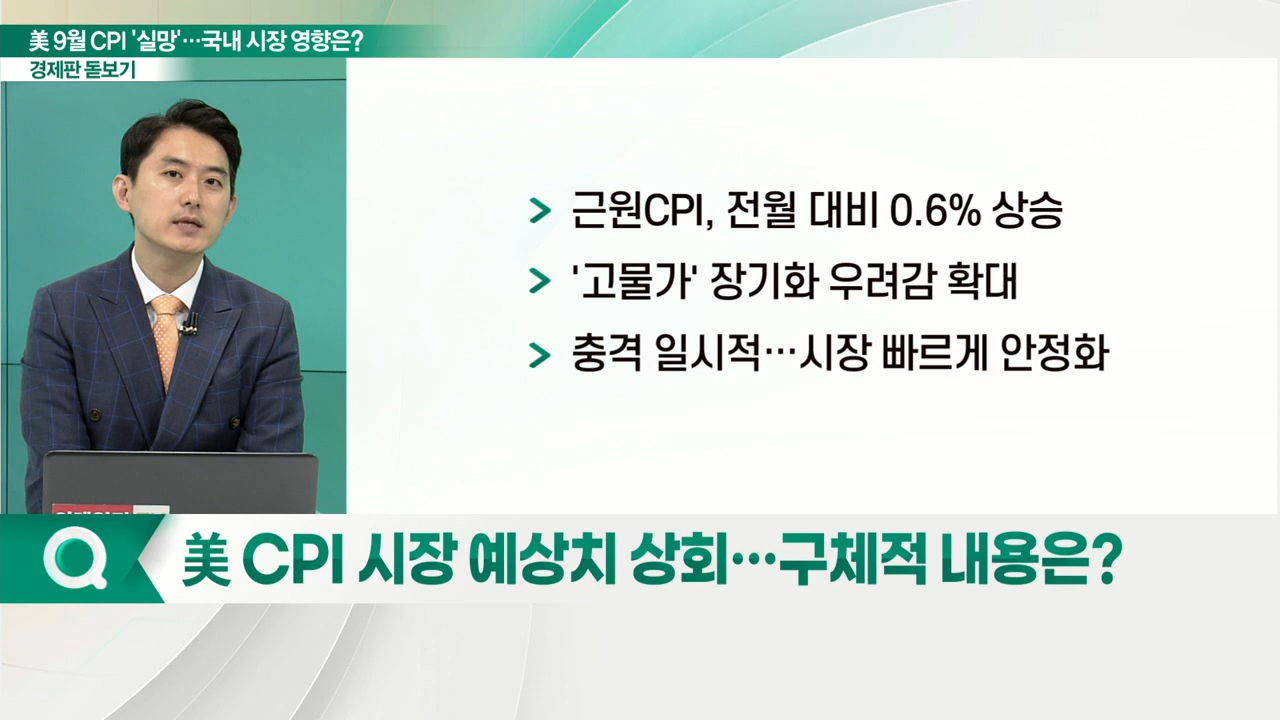 美 9월 CPI '실망'…국내 시장 영향은?
경제판 돋보기
> 근원CPI, 전월 대비 0.6% 상승
> '고물가' 장기화 우려감 확대
> 충격 일시적…시장 빠르게 안정화
美 CPI 시장 예상치 상회…구체적 내용은?